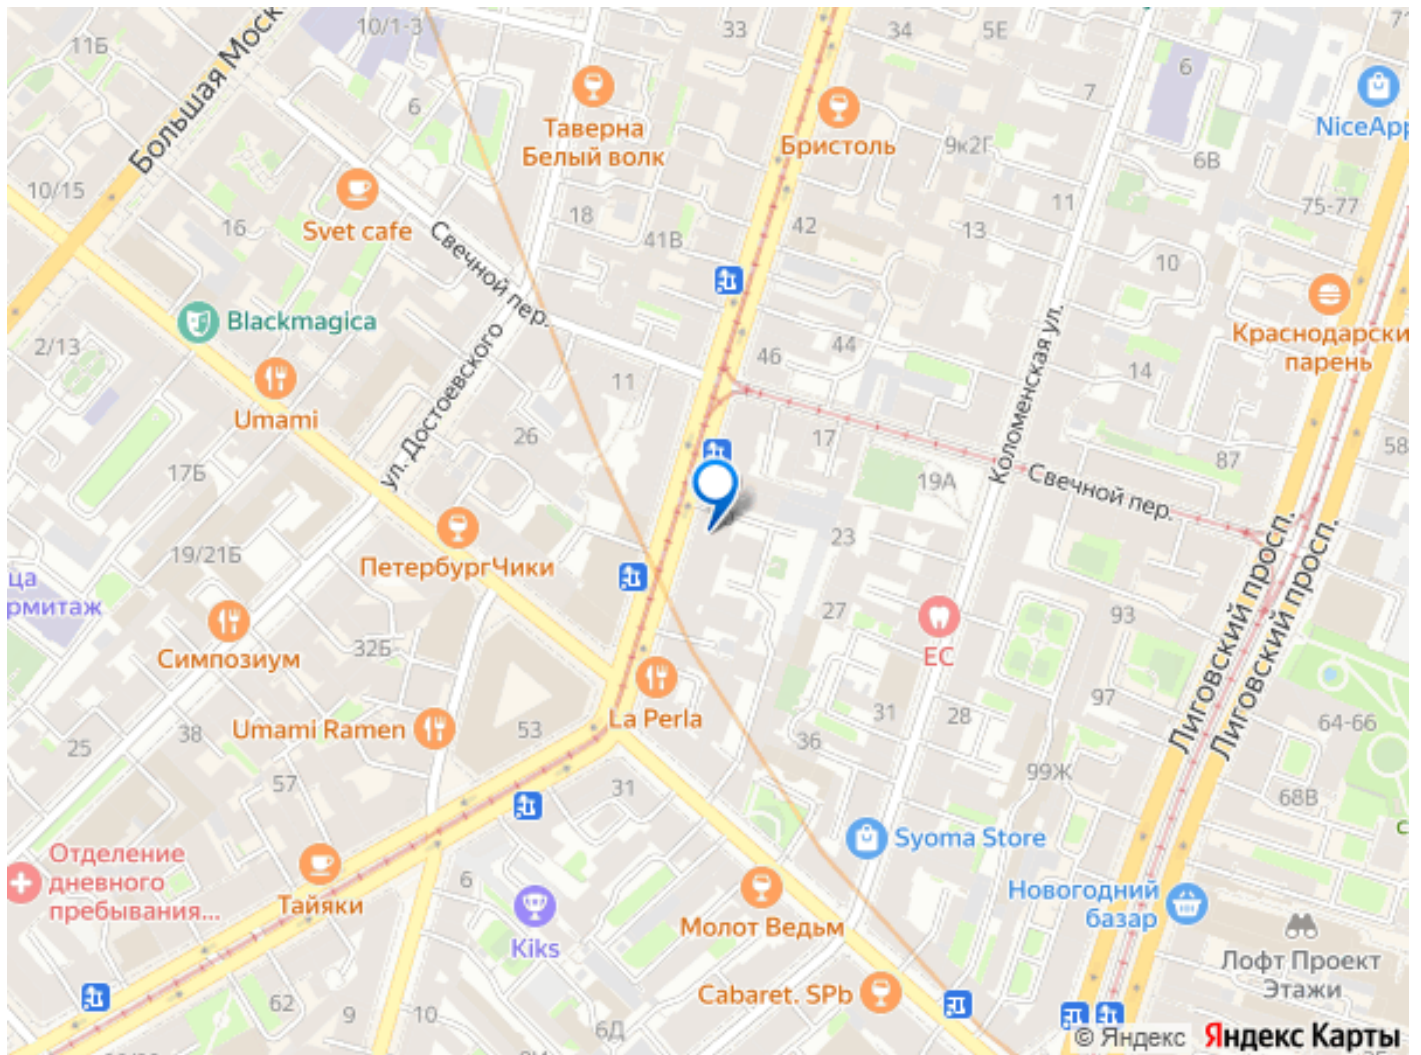 10/1-3
33
34
5Е
11Б
Большая Моск
6
Таверна
Белый волк
Бристоль
9к2Г
7
6
NiceApp
6В
10/15
16
Svet cafe
Свечной пер.
18
41В
42
11
13
75-77
10
Blackmagica
2/13
ул. Достоевского
Umami
11
46
44
Коломенская ул.
14
Краснодарски
парень
26
17
17Б
19А
Свечной пер.
87
58
19/21Б
ПетербургЧики
23
ца
рмитаж
Симпозиум
32Б
27
ЕС
93
Лиговский просп.
Лиговский просп.
25
38
Umami Ramen
53
La Perla
36
31
28
97
64-66
57
31
99Ж
68В
Syoma Store
Отделение
дневного
пребывания...
Тайяки
6
Kiks
Молот Ведьм
Новогодний
базар
Лофт Проект
Этажи
Cabaret. SPb
62
9
10
6Д
© Яндекс Яндекс Карты